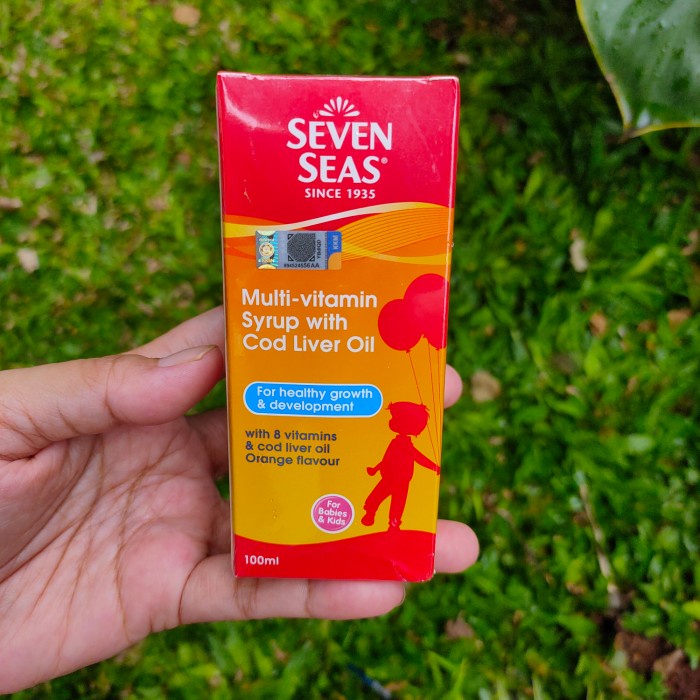 SEVEN
SEAS®
SINCE 1935
Multi-vitamin
Syrup with
Cod Liver Oil
For healthy growth
& development
with 8 vitamins
& cod liver oil
Orange flavour
For
Babies
& Kids
100ml